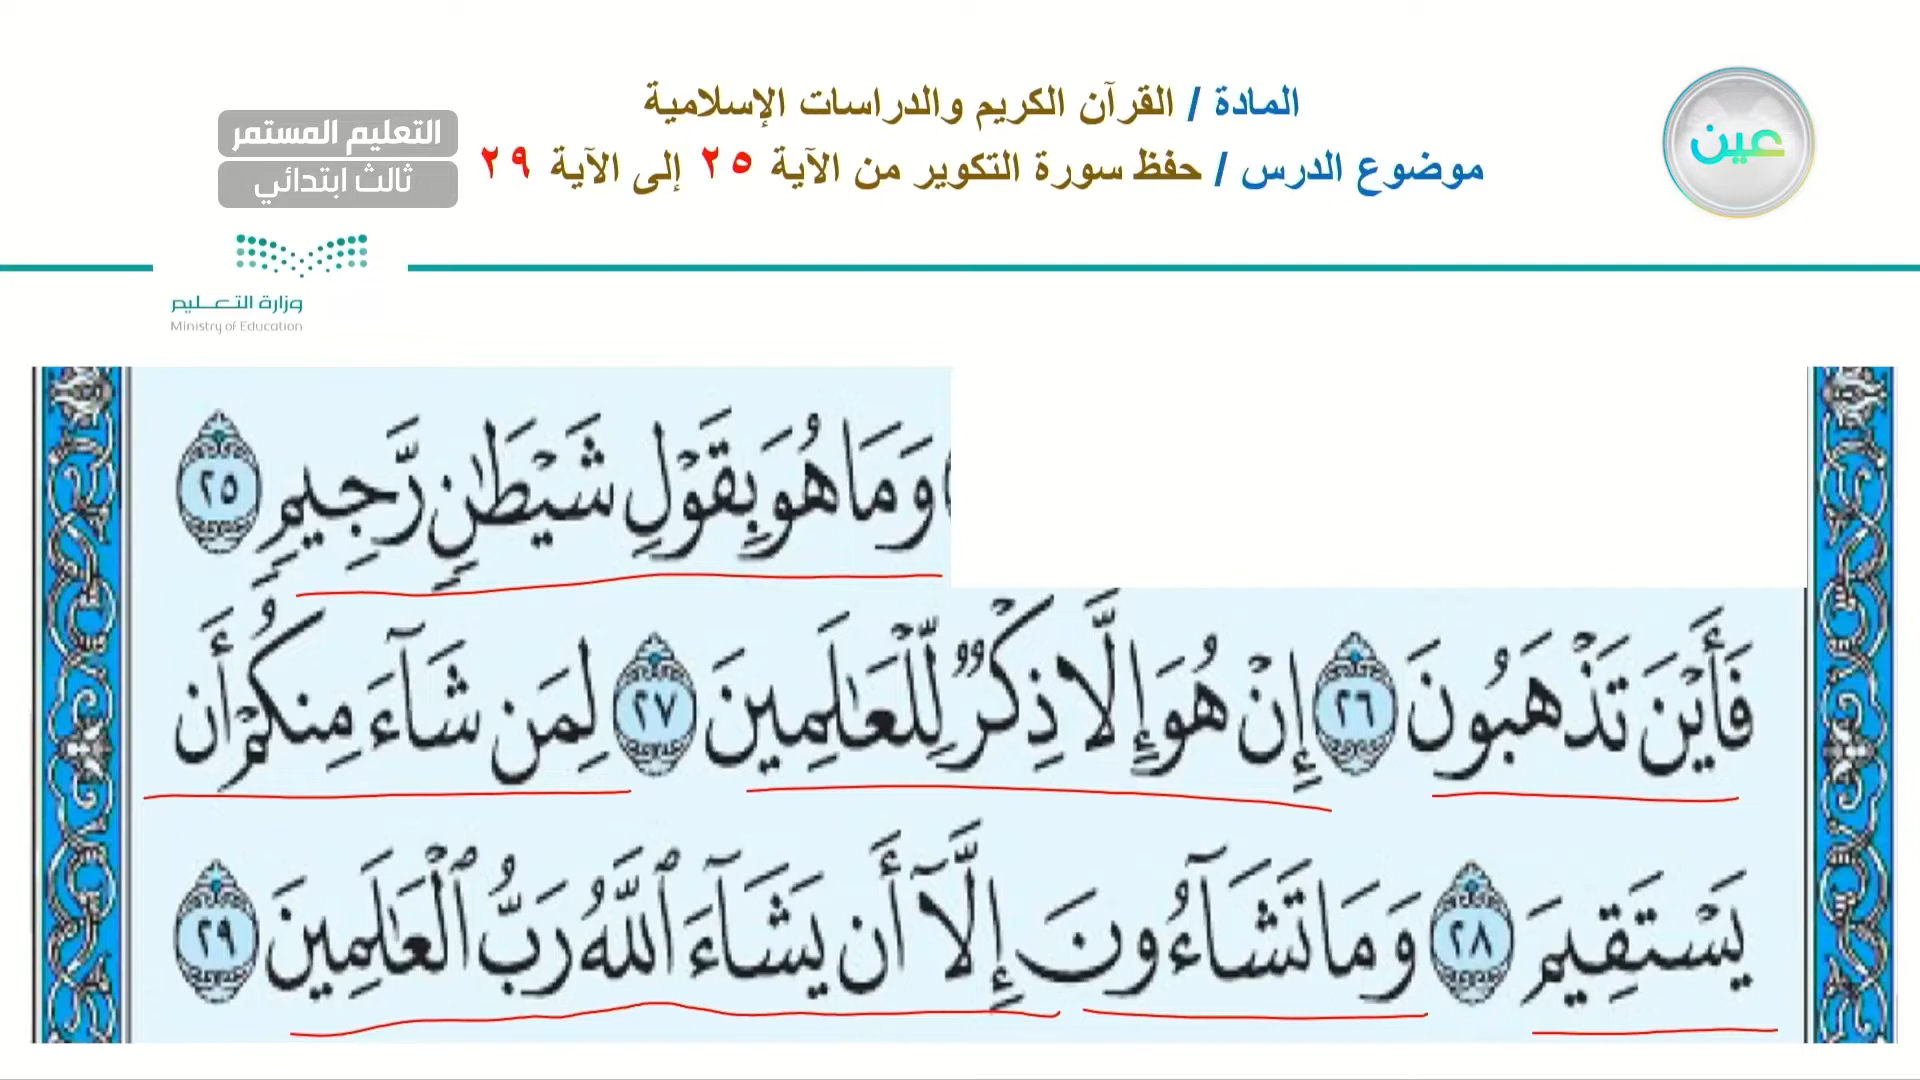 المادة / القرآن الكريم والدراسات الإسلامية
موضوع الدرس / حفظ سورة التكوير من الآية ٢٥ إلى الآية ٢٩
عين
التعليم المستمر
ثالث ابتدائي
وزارة التعليم
Ministry of Education
وَمَا هُوَ بِقَوْلِ شَيْطَٰنٍ رَّجِيمٍ ٢٥
فَأَيْنَ تَذْهَبُونَ ٢٦ إِنْ هُوَ إِلَّا ذِكْرٌ لِّلْعَٰلَمِينَ ٢٧ لِمَن شَآءَ مِنكُمْ أَن
يَسْتَقِيمَ ٢٨ وَمَا تَشَآءُونَ إِلَّآ أَن يَشَآءَ ٱللَّهُ رَبُّ ٱلْعَٰلَمِينَ ٢٩